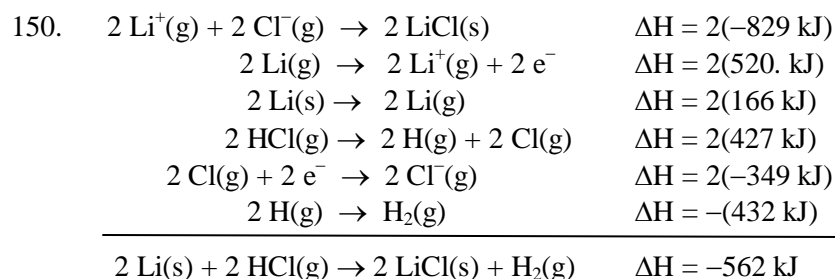 150. 2 Li⁺(g) + 2 Cl⁻(g) → 2 LiCl(s) ΔH = 2(−829 kJ)
2 Li(g) → 2 Li⁺(g) + 2 e⁻ ΔH = 2(520. kJ)
2 Li(s) → 2 Li(g) ΔH = 2(166 kJ)
2 HCl(g) → 2 H(g) + 2 Cl(g) ΔH = 2(427 kJ)
2 Cl(g) + 2 e⁻ → 2 Cl⁻(g) ΔH = 2(−349 kJ)
2 H(g) → H₂(g) ΔH = −(432 kJ)
2 Li(s) + 2 HCl(g) → 2 LiCl(s) + H₂(g) ΔH = −562 kJ